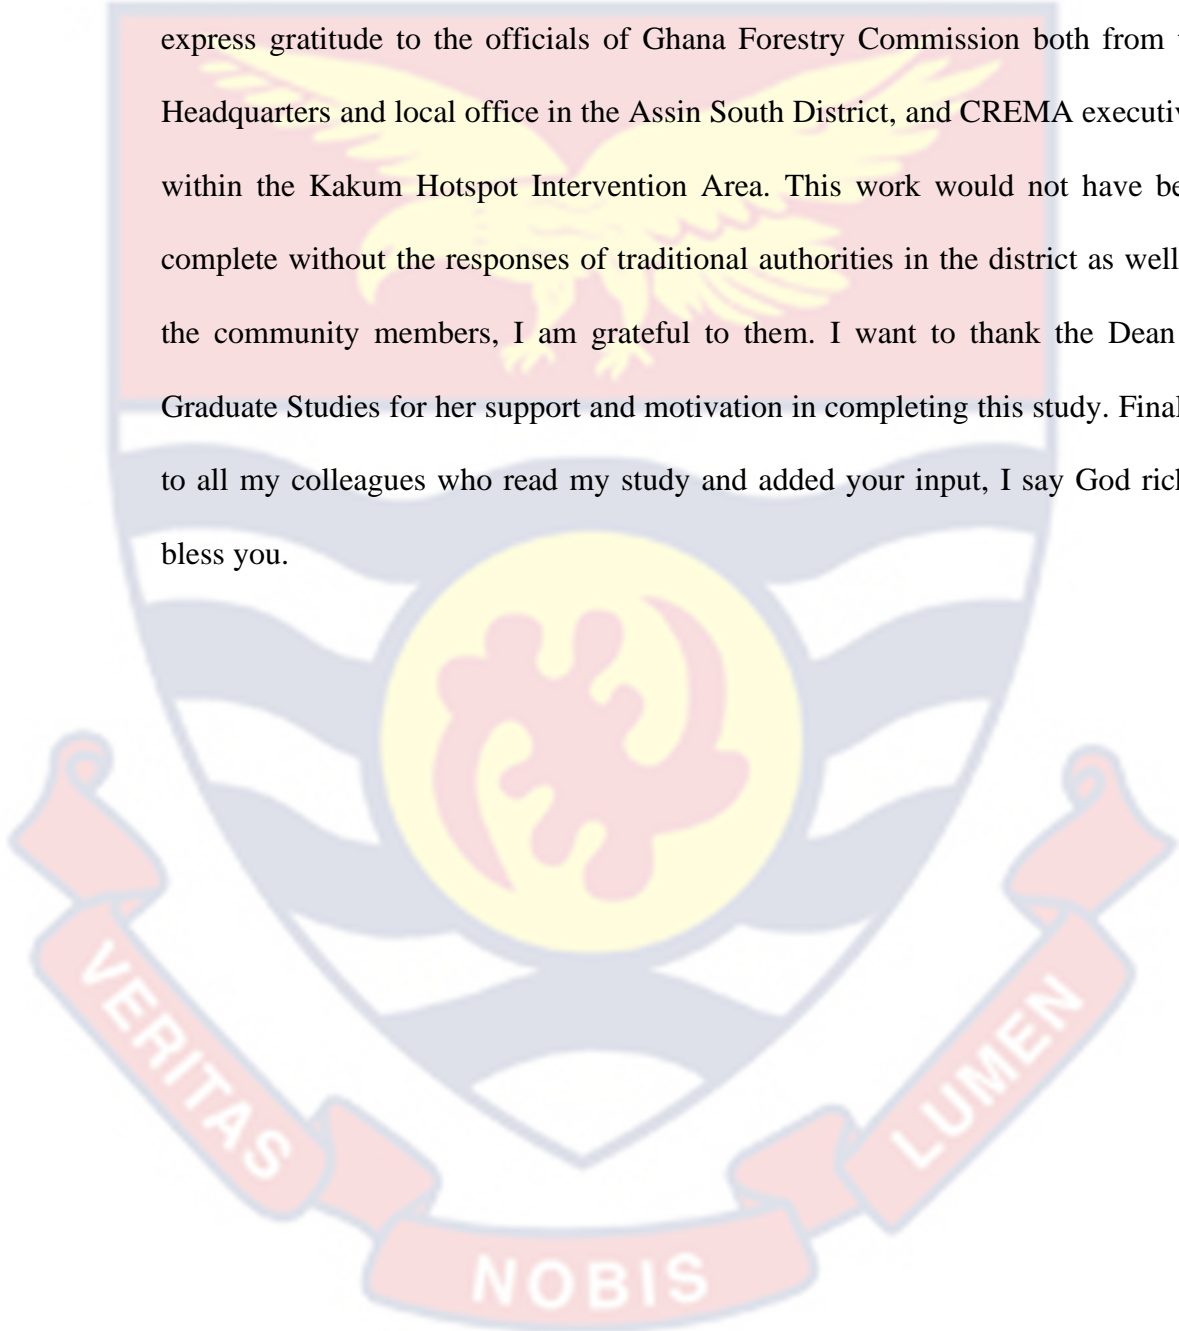 express gratitude to the officials of Ghana Forestry Commission both from
Headquarters and local office in the Assin South District, and CREMA
within the Kakum Hotspot Intervention Area. This work would not have
complete without the responses of traditional authorities in the district as well
the community members, I am grateful to them. I want to thank the Dean
Graduate Studies for her support and motivation in completing this study.
to all my colleagues who read my study and added your input, I say God
bless you.
VERITAS
NOBIS
LUMEN